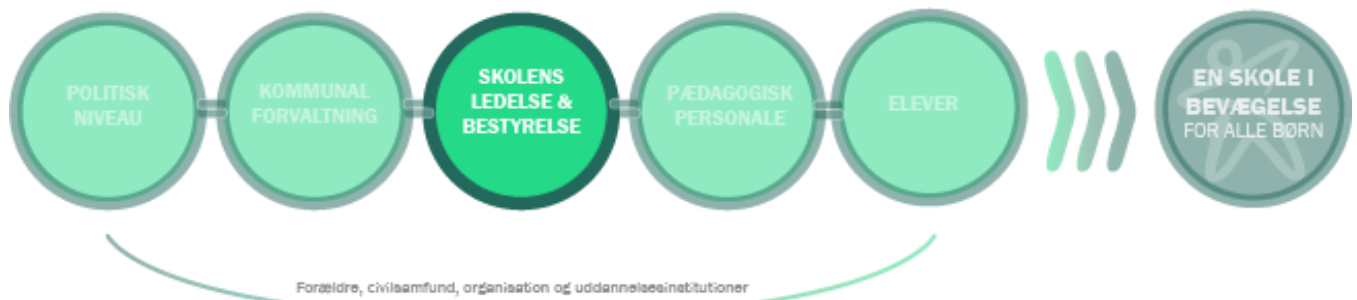 POLITISK
NIVEAU
KOMMUNAL
FORVALTNING
SKOLENS
LEDELSE &
BESTYRELSE
PÆDAGOGISK
PERSONALE
ELEVER
EN SKOLE I
BEVÆGELSE
FOR ALLE BØRN
Forældre, civilsamfund, organisation og uddannelsesinstitutioner